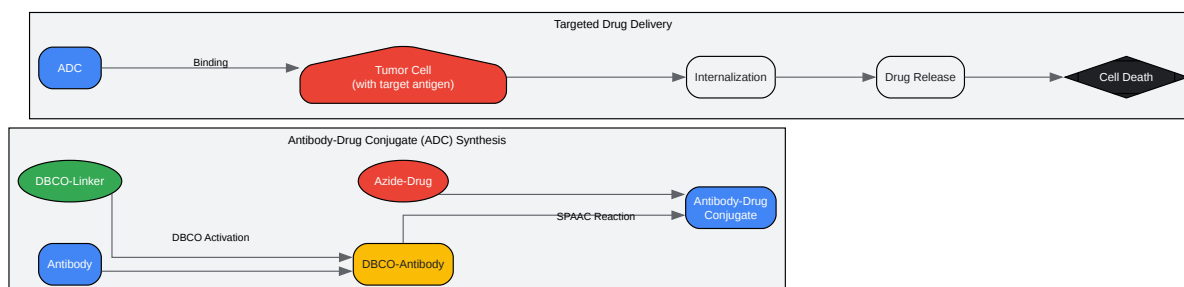 Targeted Drug Delivery
ADC
Binding
Tumor Cell
(with target antigen)
Internalization
Drug Release
Cell Death
Antibody-Drug Conjugate (ADC) Synthesis
DBCO-Linker
Azide-Drug
Antibody-Drug
Conjugate
SPAAC Reaction
DBCO Activation
Antibody
DBCO-Antibody